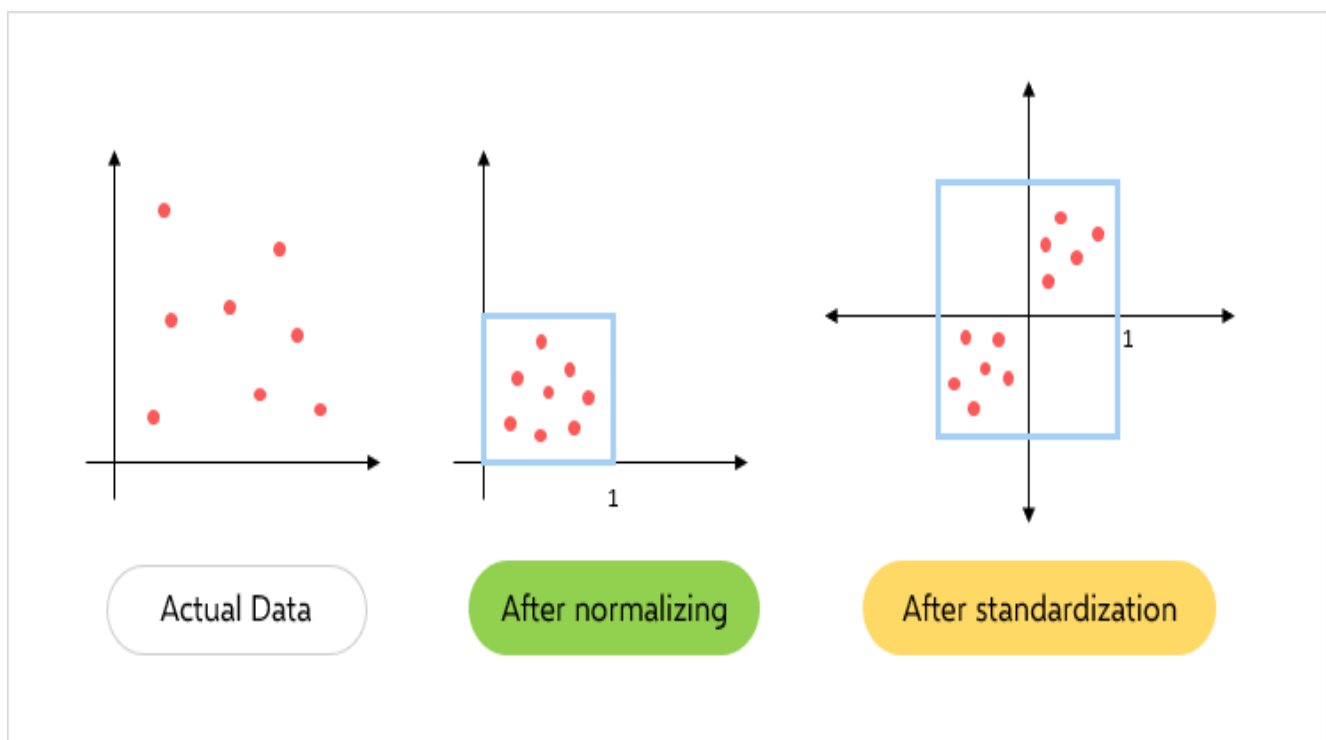 1
1
Actual Data
After normalizing
After standardization